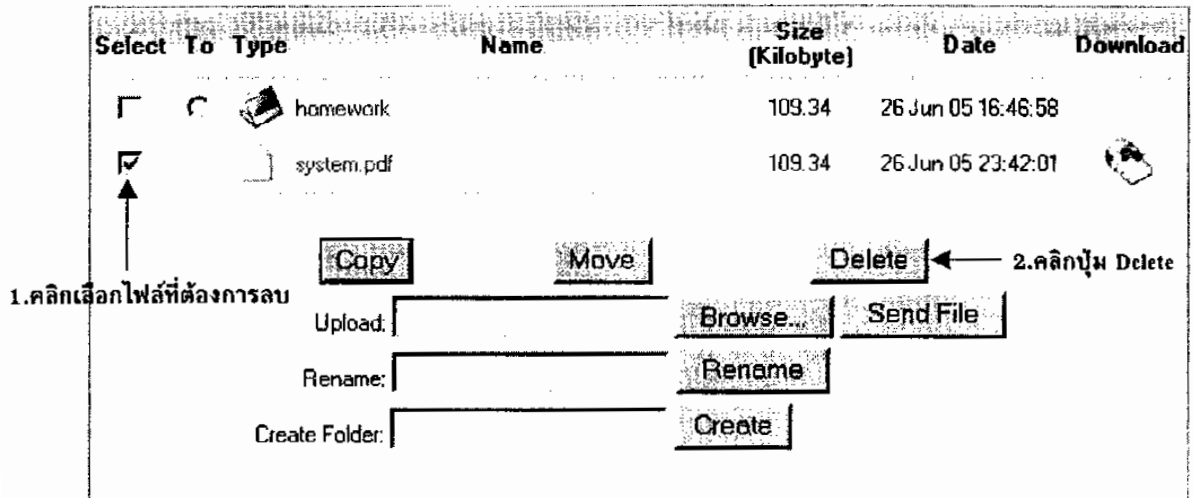 Select To Type Name Size (Kilobyte) Date Download
homework 109.34 26 Jun 05 16:46:58
system.pdf 109.34 26 Jun 05 23:42:01
Copy Move Delete 2.คลิกปุ่ม Delete
1.คลิกเลือกไฟล์ที่ต้องการลบ
Upload: Browse... Send File
Rename: Rename
Create Folder: Create